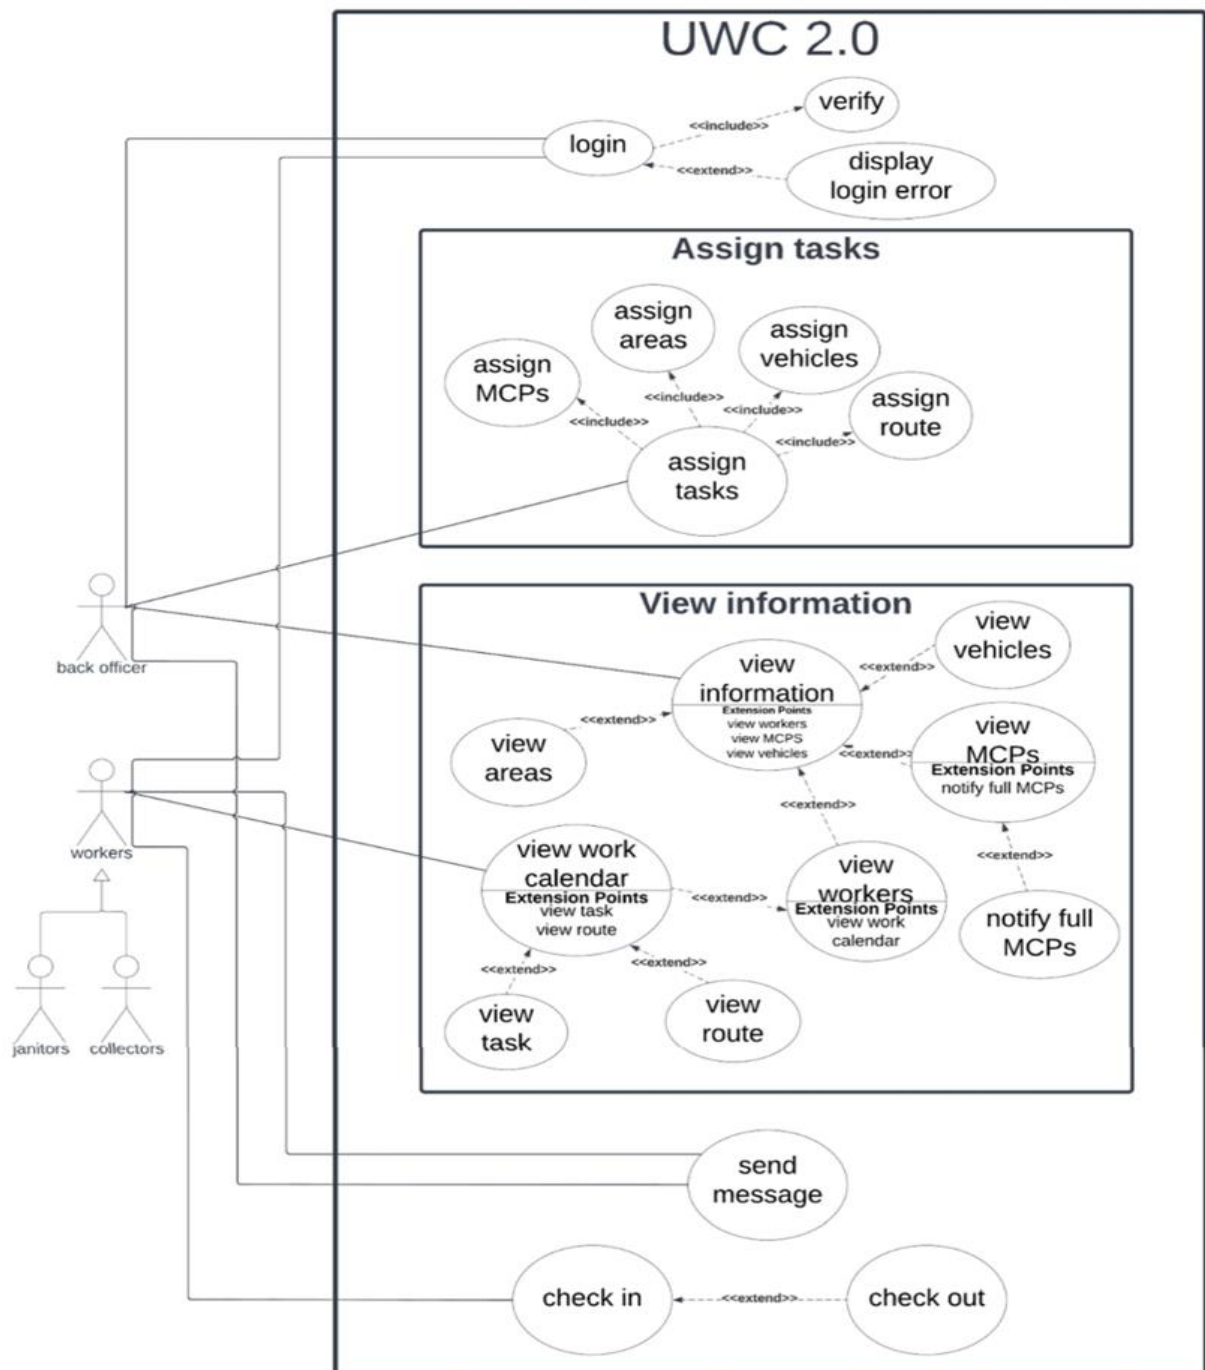 UWC 2.0
verify
<<include>>
login
<<extend>>
display
login error
Assign tasks
assign
areas
assign
vehicles
assign
MCPs
assign
route
<<include>>
<<include>>
<<include>>
<<include>>
assign
tasks
back officer
View information
view
vehicles
view
information
Extension Points
view workers
view MCPS
view vehicles
<<extend>>
<<extend>>
view
areas
view
MCPs
Extension Points
notify full MCPs
<<extend>>
<<extend>>
workers
view work
calendar
Extension Points
view task
view route
<<extend>>
view
workers
Extension Points
view work
calendar
<<extend>>
notify full
MCPs
<<extend>>
<<extend>>
view
task
view
route
janitors
collectors
send
message
check in
<<extend>>
check out